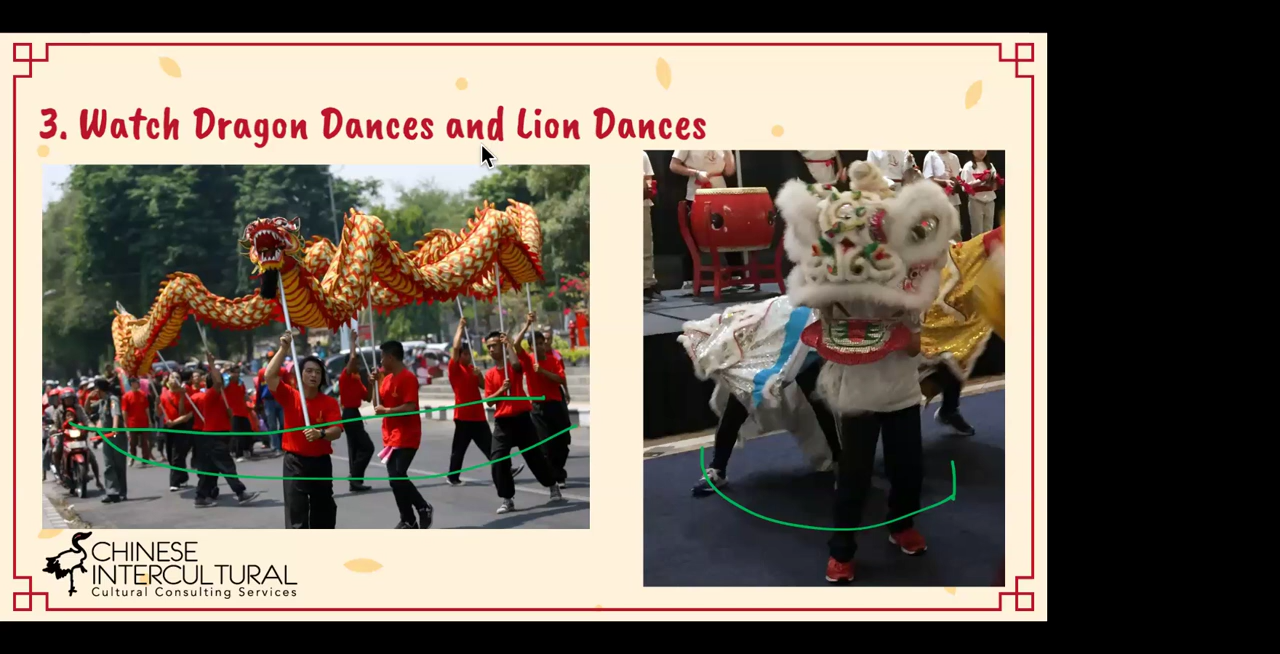 3. Watch Dragon Dances and Lion Dances
CHINESE
INTERCULTURAL
Cultural Consulting Services